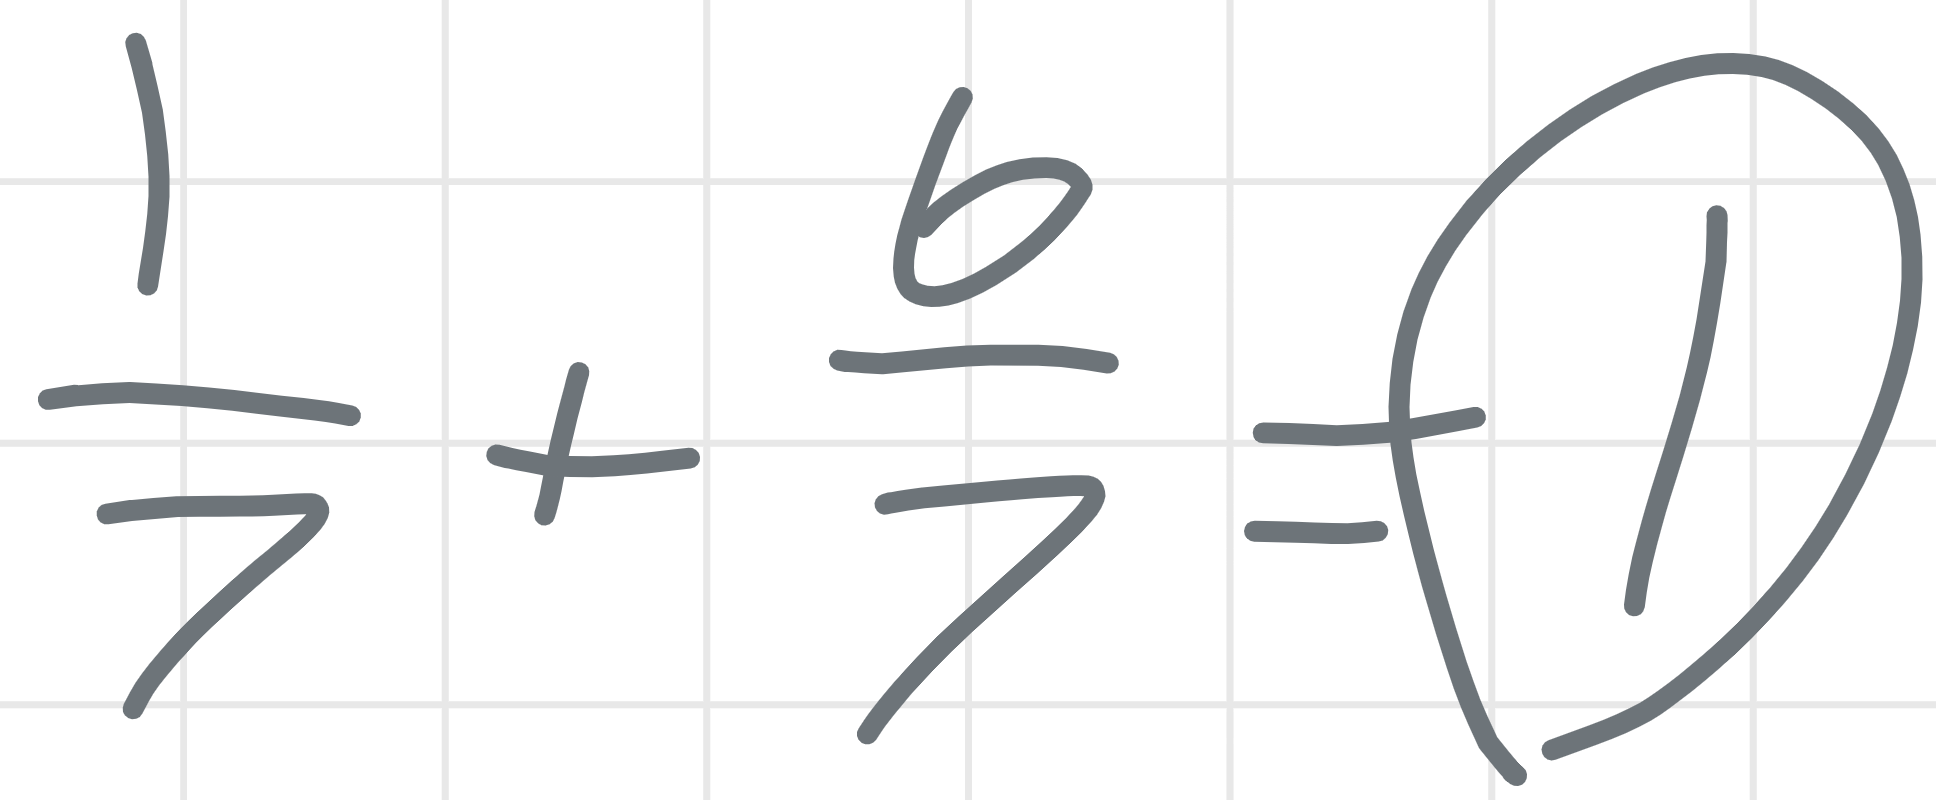 1/7 + 6/7 = 1